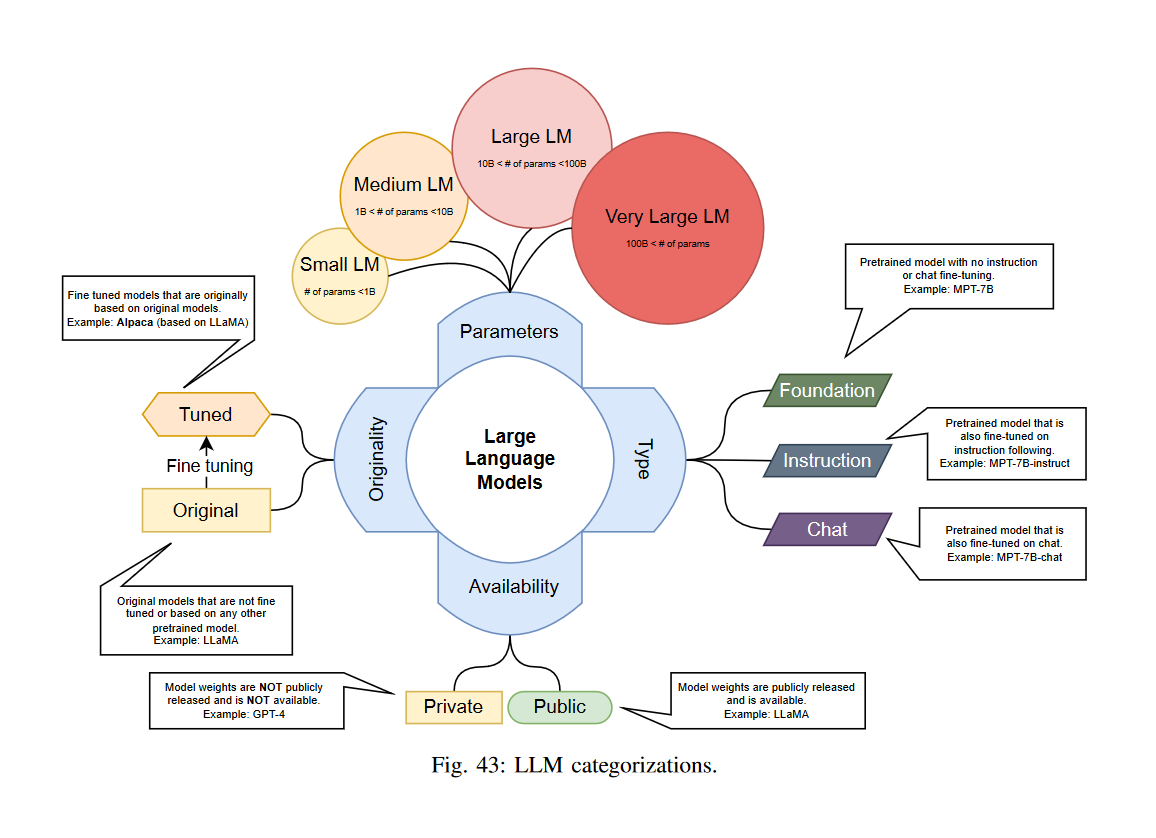 Large LM
10B < # of params <100B
Medium LM
1B < # of params <10B
Very Large LM
100B < # of params
Small LM
# of params <1B
Parameters
Fine tuned models that are originally
based on original models.
Example: Alpaca (based on LLaMA)
Tuned
Fine tuning
Original
Original models that are not fine
tuned or based on any other
pretrained model.
Example: LLaMA
Originality
Large
Language
Models
Type
Pretrained model with no instruction
or chat fine-tuning.
Example: MPT-7B
Foundation
Pretrained model that is
also fine-tuned on
instruction following.
Example: MPT-7B-instruct
Instruction
Chat
Pretrained model that is
also fine-tuned on chat.
Example: MPT-7B-chat
Availability
Model weights are NOT publicly
released and is NOT available.
Example: GPT-4
Private
Public
Model weights are publicly released
and is available.
Example: LLaMA
Fig. 43: LLM categorizations.